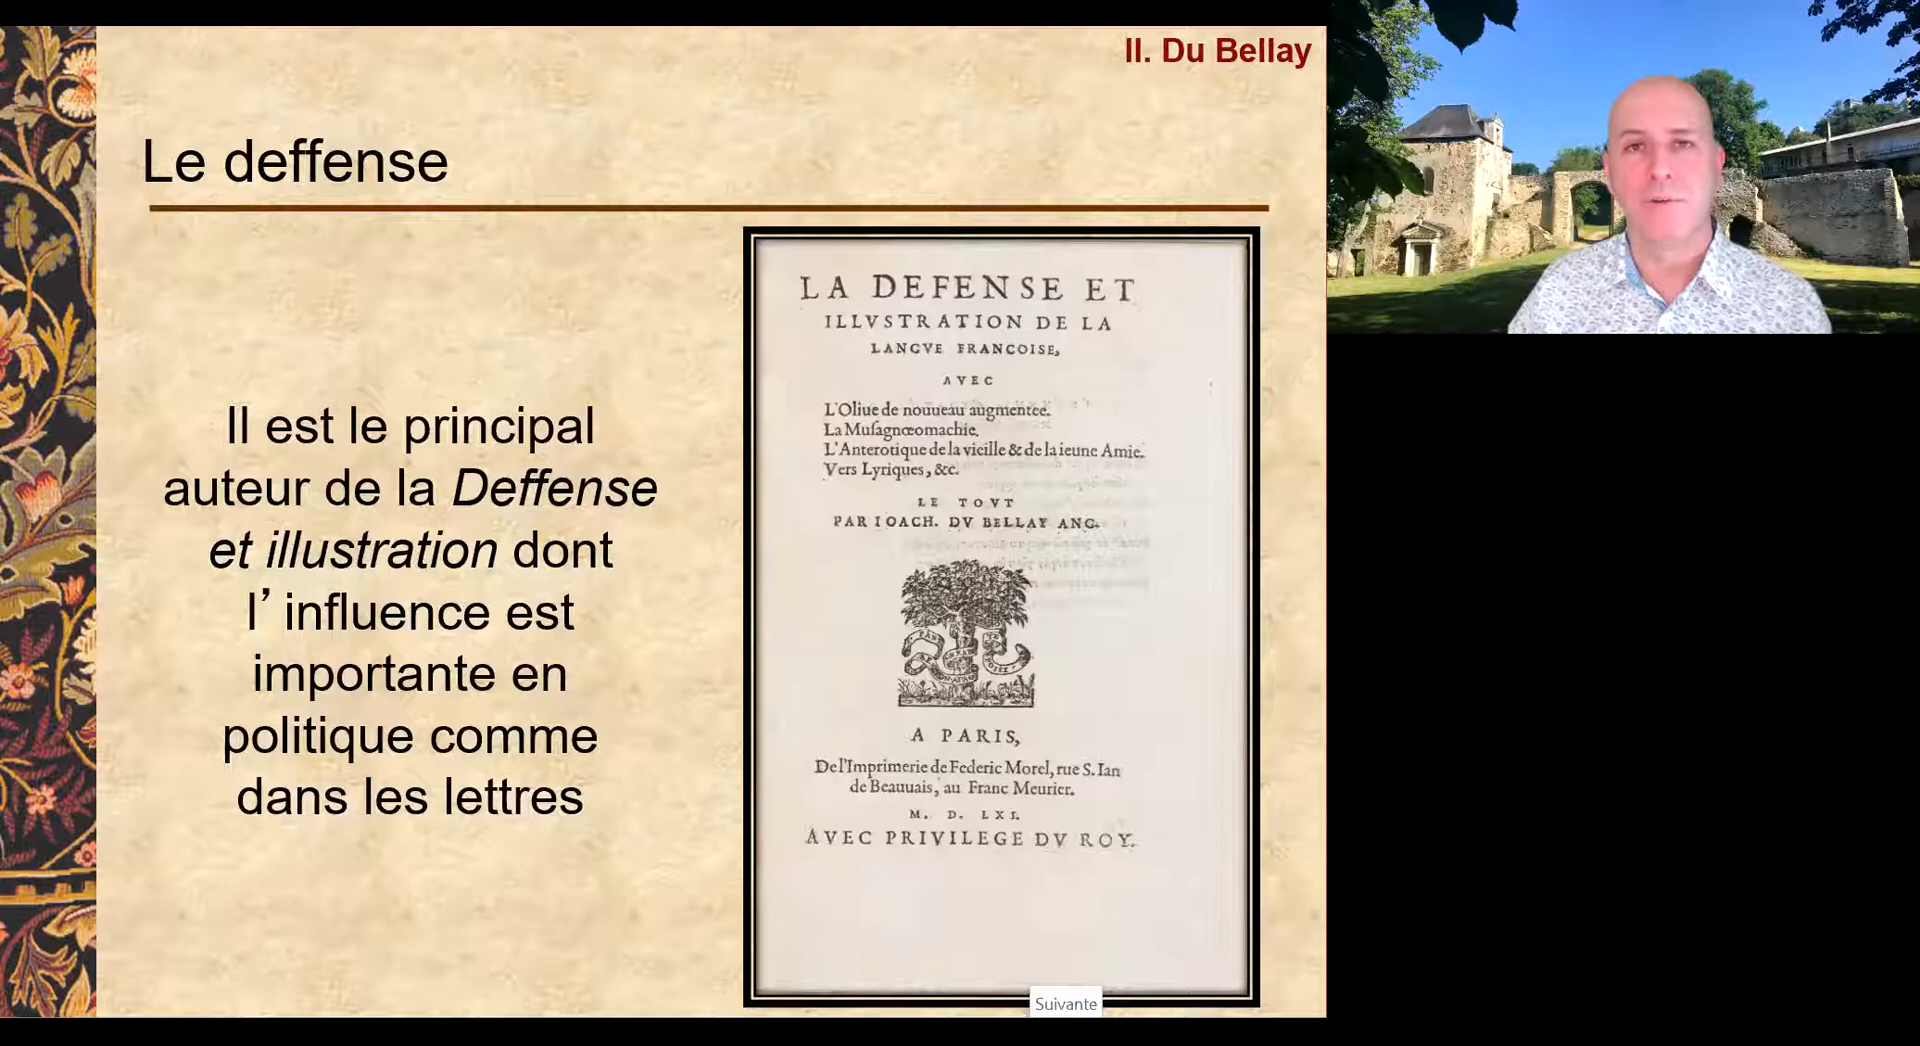 II. Du Bellay
Le deffense
Il est le principal
auteur de la Deffense
et illustration dont
l’ influence est
importante en
politique comme
dans les lettres
LA DEFENSE ET
ILLVSTRATION DE LA
LANGVE FRANCOISE,
AVEC
L'Oliue de nouueau augmentee.
La Musagnœomachie.
L'Anterotique de la vieille & de la ieune Amie.
Vers Lyriques, &c.
LE TOVT
PAR IOACH. DV BELLAY ANG.
A PARIS,
De l'Imprimerie de Federic Morel, rue S. Ian
de Beauuais, au Franc Meurier.
M. D. LXI.
AVEC PRIVILEGE DV ROY.
Suivante